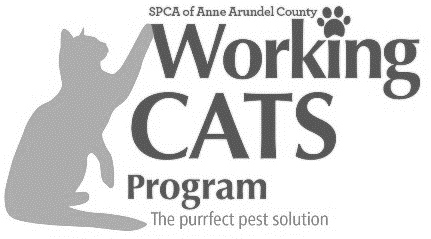 SPCA of Anne Arundel County
Working
CATS
Program
The purrfect pest solution